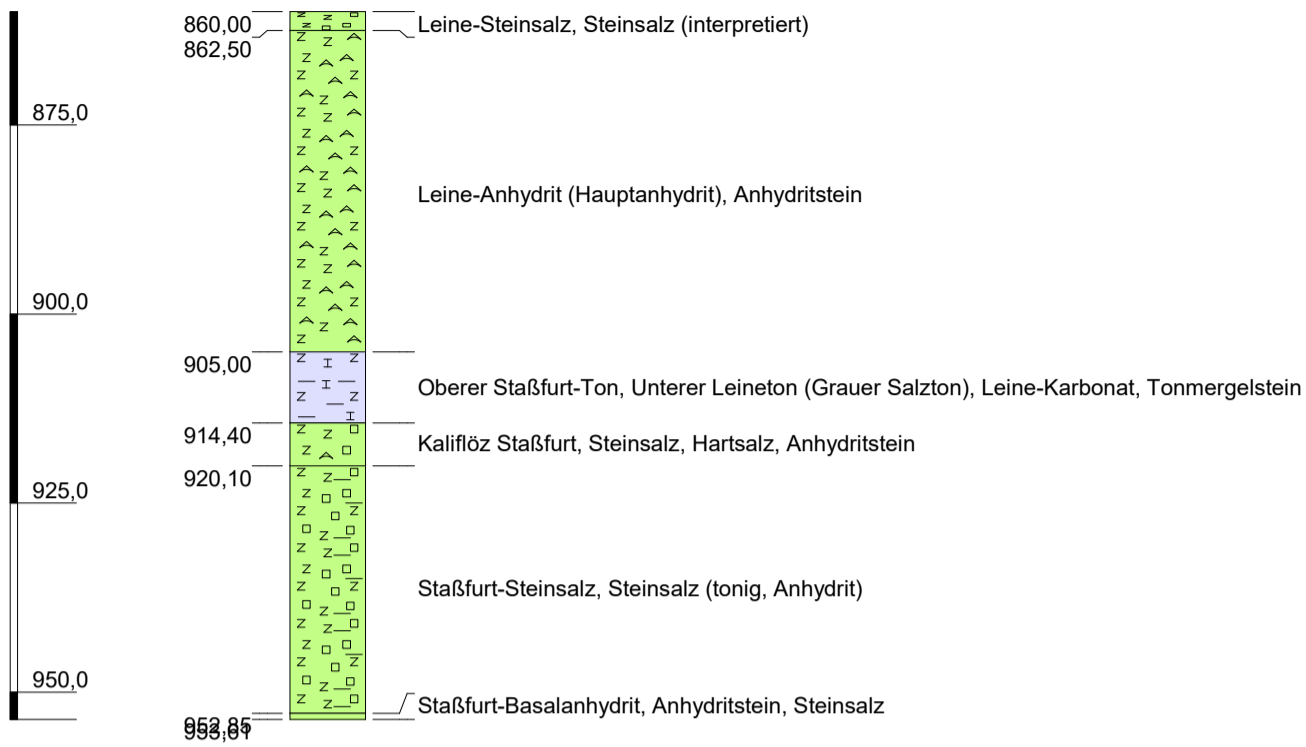 860,00
Leine-Steinsalz, Steinsalz (interpretiert)
862,50
875,0
Leine-Anhydrit (Hauptanhydrit), Anhydritstein
900,0
905,00
Oberer Staßfurt-Ton, Unterer Leineton (Grauer Salzton), Leine-Karbonat, Tonmergelstein
914,40
Kaliflöz Staßfurt, Steinsalz, Hartsalz, Anhydritstein
920,10
925,0
Staßfurt-Steinsalz, Steinsalz (tonig, Anhydrit)
950,0
Staßfurt-Basalanhydrit, Anhydritstein, Steinsalz
952,85